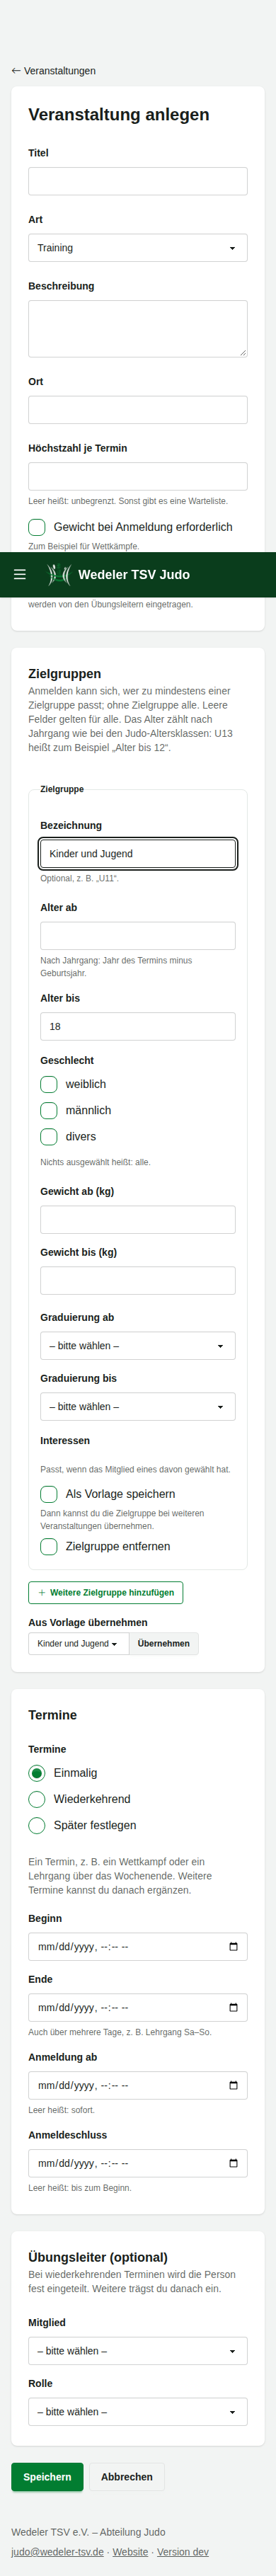 ← Veranstaltungen
Veranstaltung anlegen
Titel
Art
Training
Beschreibung
Ort
Höchstzahl je Termin
Leer heißt: unbegrenzt. Sonst gibt es eine Warteliste.
Gewicht bei Anmeldung erforderlich
Zum Beispiel für Wettkämpfe.
Wedeler TSV Judo
werden von den Übungsleitern eingetragen.
Zielgruppen
Anmelden kann sich, wer zu mindestens einer
Zielgruppe passt; ohne Zielgruppe alle. Leere
Felder gelten für alle. Das Alter zählt nach
Jahrgang wie bei den Judo-Altersklassen: U13
heißt zum Beispiel „Alter bis 12“.
Zielgruppe
Bezeichnung
Kinder und Jugend
Optional, z. B. „U11“.
Alter ab
Nach Jahrgang: Jahr des Termins minus
Geburtsjahr.
Alter bis
18
Geschlecht
weiblich
männlich
divers
Nichts ausgewählt heißt: alle.
Gewicht ab (kg)
Gewicht bis (kg)
Graduierung ab
– bitte wählen –
Graduierung bis
– bitte wählen –
Interessen
Passt, wenn das Mitglied eines davon gewählt hat.
Als Vorlage speichern
Dann kannst du die Zielgruppe bei weiteren
Veranstaltungen übernehmen.
Zielgruppe entfernen
+ Weitere Zielgruppe hinzufügen
Aus Vorlage übernehmen
Kinder und Jugend
Übernehmen
Termine
Termine
Einmalig
Wiederkehrend
Später festlegen
Ein Termin, z. B. ein Wettkampf oder ein
Lehrgang über das Wochenende. Weitere
Termine kannst du danach ergänzen.
Beginn
mm/dd/yyyy, --:-- --
Ende
mm/dd/yyyy, --:-- --
Auch über mehrere Tage, z. B. Lehrgang Sa–So.
Anmeldung ab
mm/dd/yyyy, --:-- --
Leer heißt: sofort.
Anmeldeschluss
mm/dd/yyyy, --:-- --
Leer heißt: bis zum Beginn.
Übungsleiter (optional)
Bei wiederkehrenden Terminen wird die Person
fest eingeteilt. Weitere trägst du danach ein.
Mitglied
– bitte wählen –
Rolle
– bitte wählen –
Speichern
Abbrechen
Wedeler TSV e.V. – Abteilung Judo
judo@wedeler-tsv.de · Website · Version dev